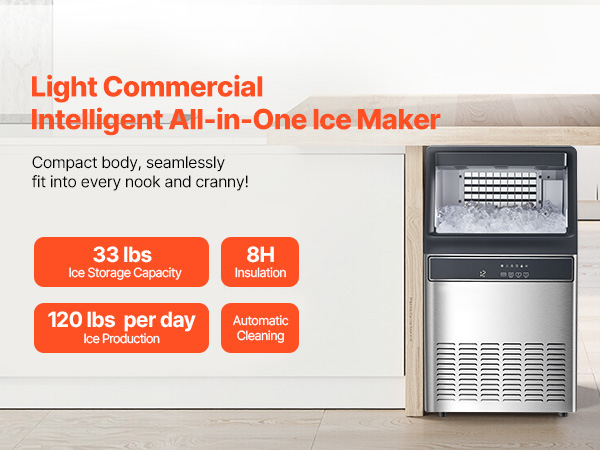 Light Commercial
Intelligent All-in-One Ice Maker
Compact body, seamlessly
fit into every nook and cranny!
33 lbs
Ice Storage Capacity
8H
Insulation
120 lbs per day
Ice Production
Automatic
Cleaning
12